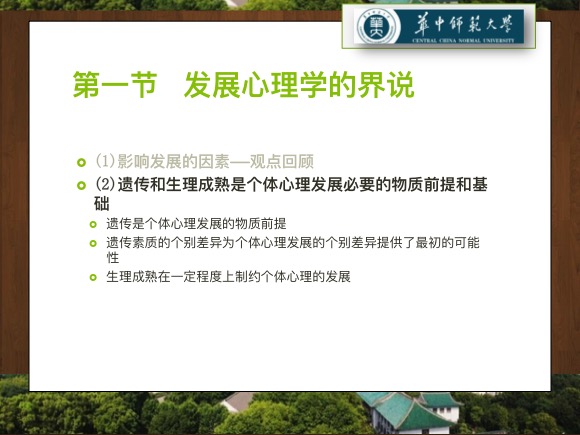 華中師範大學
CENTRAL CHINA NORMAL UNIVERSITY
第一节 发展心理学的界说
(1)影响发展的因素——观点回顾
(2)遗传和生理成熟是个体心理发展必要的物质前提和基
础
遗传是个体心理发展的物质前提
遗传素质的个别差异为个体心理发展的个别差异提供了最初的可能
性
生理成熟在一定程度上制约个体心理的发展